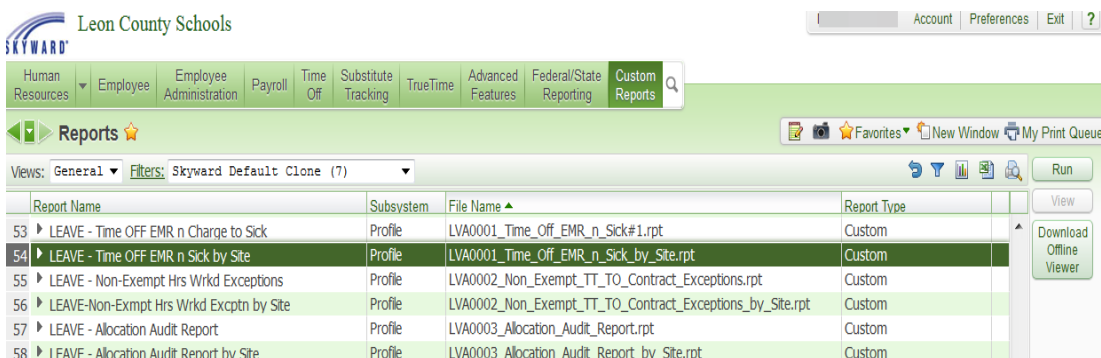 Leon County Schools
SKYWARD®
Account Preferences Exit ?
Human Resources Employee Employee Administration Payroll Time Off Substitute Tracking TrueTime Advanced Features Federal/State Reporting Custom Reports
Reports Favorites New Window My Print Queue
Views: General Filters: Skyward Default Clone (7) Run
Report Name Subsystem File Name Report Type View
53 LEAVE - Time OFF EMR n Charge to Sick Profile LVA0001_Time_Off_EMR_n_Sick#1.rpt Custom
Download Offline Viewer
54 LEAVE - Time OFF EMR n Sick by Site Profile LVA0001_Time_Off_EMR_n_Sick_by_Site.rpt Custom
55 LEAVE - Non-Exempt Hrs Wrkd Exceptions Profile LVA0002_Non_Exempt_TT_TO_Contract_Exceptions.rpt Custom
56 LEAVE-Non-Exmpt Hrs Wrkd Excptn by Site Profile LVA0002_Non_Exempt_TT_TO_Contract_Exceptions_by_Site.rpt Custom
57 LEAVE - Allocation Audit Report Profile LVA0003_Allocation_Audit_Report.rpt Custom
58 LEAVE - Allocation Audit Report by Site Profile LVA0003_Allocation_Audit_Report_by_Site.rpt Custom